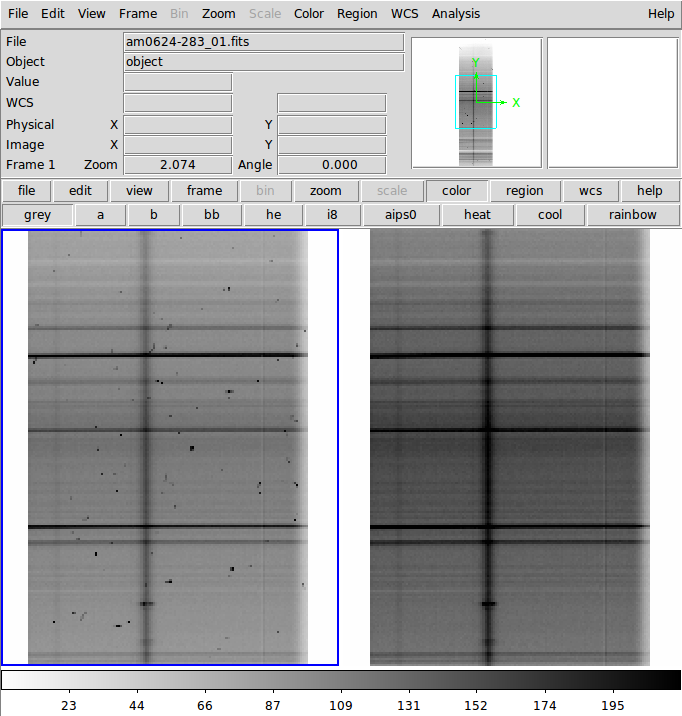 File Edit View Frame Bin Zoom Scale Color Region WCS Analysis Help
File am0624-283_01.fits
Object object
Value
WCS
Physical X Y
Image X Y
Frame 1 Zoom 2.074 Angle 0.000
Y
X
file edit view frame bin zoom scale color region wcs help
grey a b bb he i8 aips0 heat cool rainbow
23 44 66 87 109 131 152 174 195